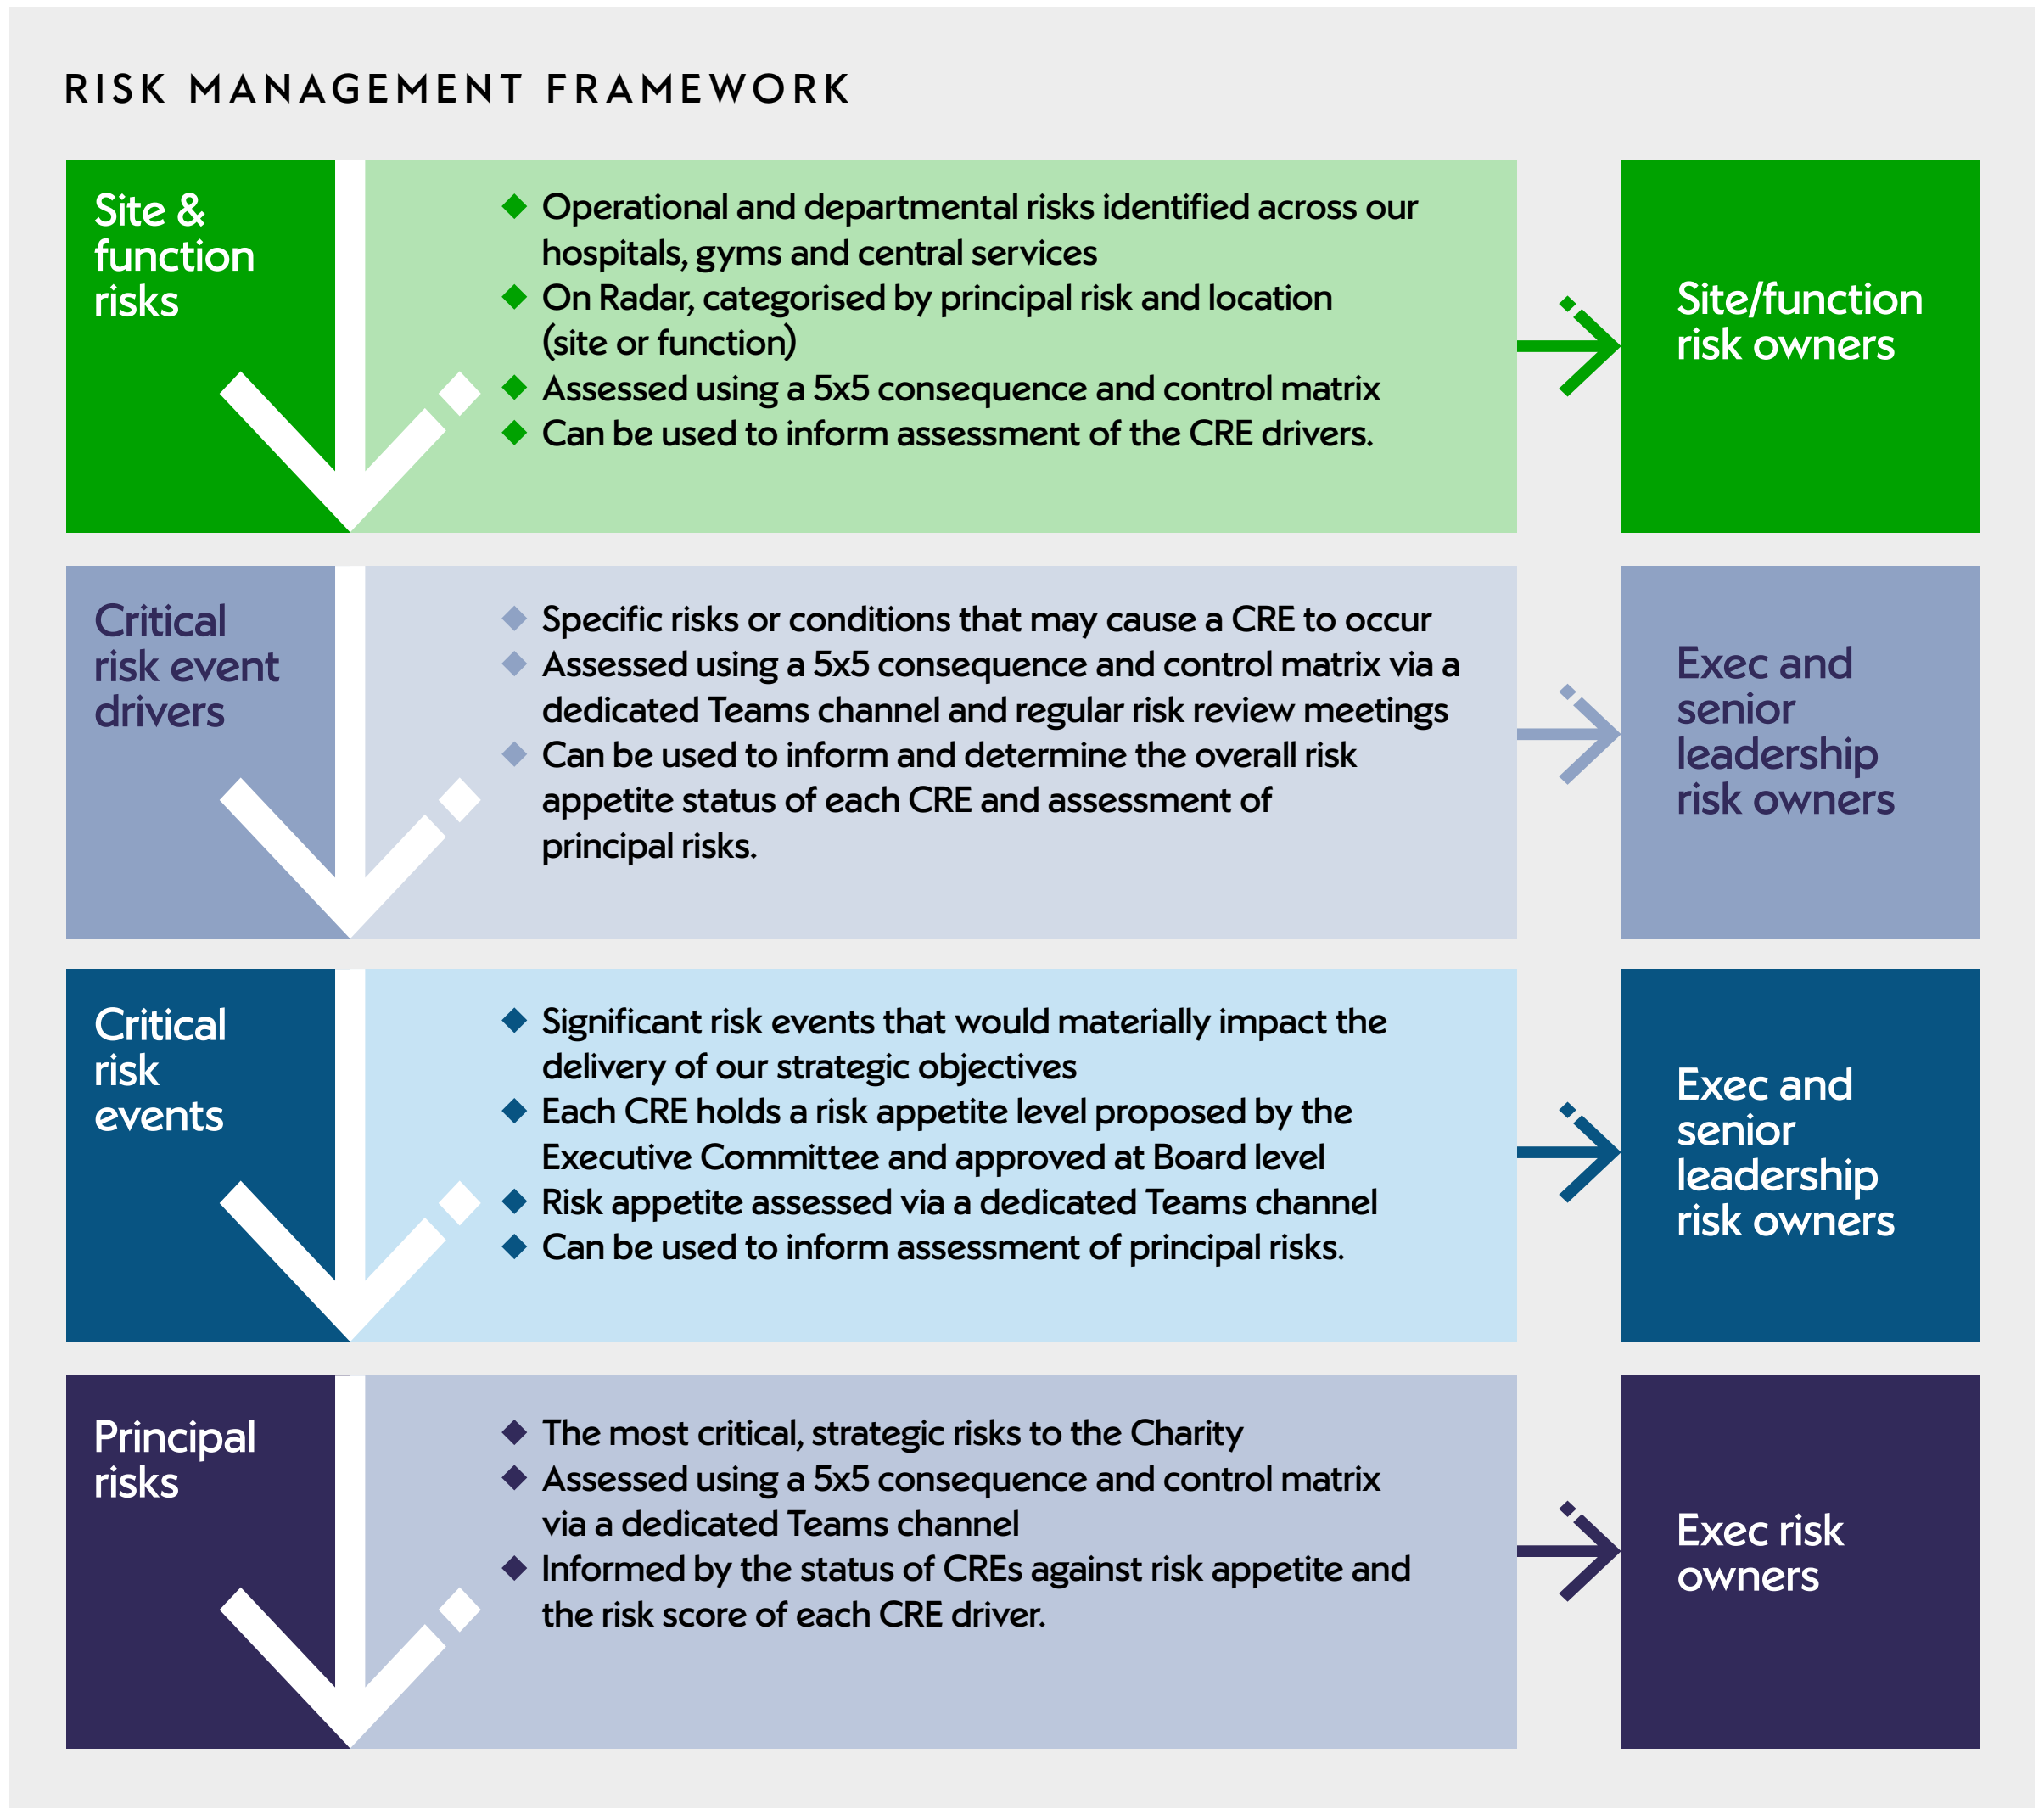 RISK MANAGEMENT FRAMEWORK
Site &
function
risks
Operational and departmental risks identified across our
hospitals, gyms and central services
On Radar, categorised by principal risk and location
(site or function)
Assessed using a 5x5 consequence and control matrix
Can be used to inform assessment of the CRE drivers.
Site/function
risk owners
Critical
risk event
drivers
Specific risks or conditions that may cause a CRE to occur
Assessed using a 5x5 consequence and control matrix via a
dedicated Teams channel and regular risk review meetings
Can be used to inform and determine the overall risk
appetite status of each CRE and assessment of
principal risks.
Exec and
senior
leadership
risk owners
Critical
risk
events
Significant risk events that would materially impact the
delivery of our strategic objectives
Each CRE holds a risk appetite level proposed by the
Executive Committee and approved at Board level
Risk appetite assessed via a dedicated Teams channel
Can be used to inform assessment of principal risks.
Exec and
senior
leadership
risk owners
Principal
risks
The most critical, strategic risks to the Charity
Assessed using a 5x5 consequence and control matrix
via a dedicated Teams channel
Informed by the status of CREs against risk appetite and
the risk score of each CRE driver.
Exec risk
owners